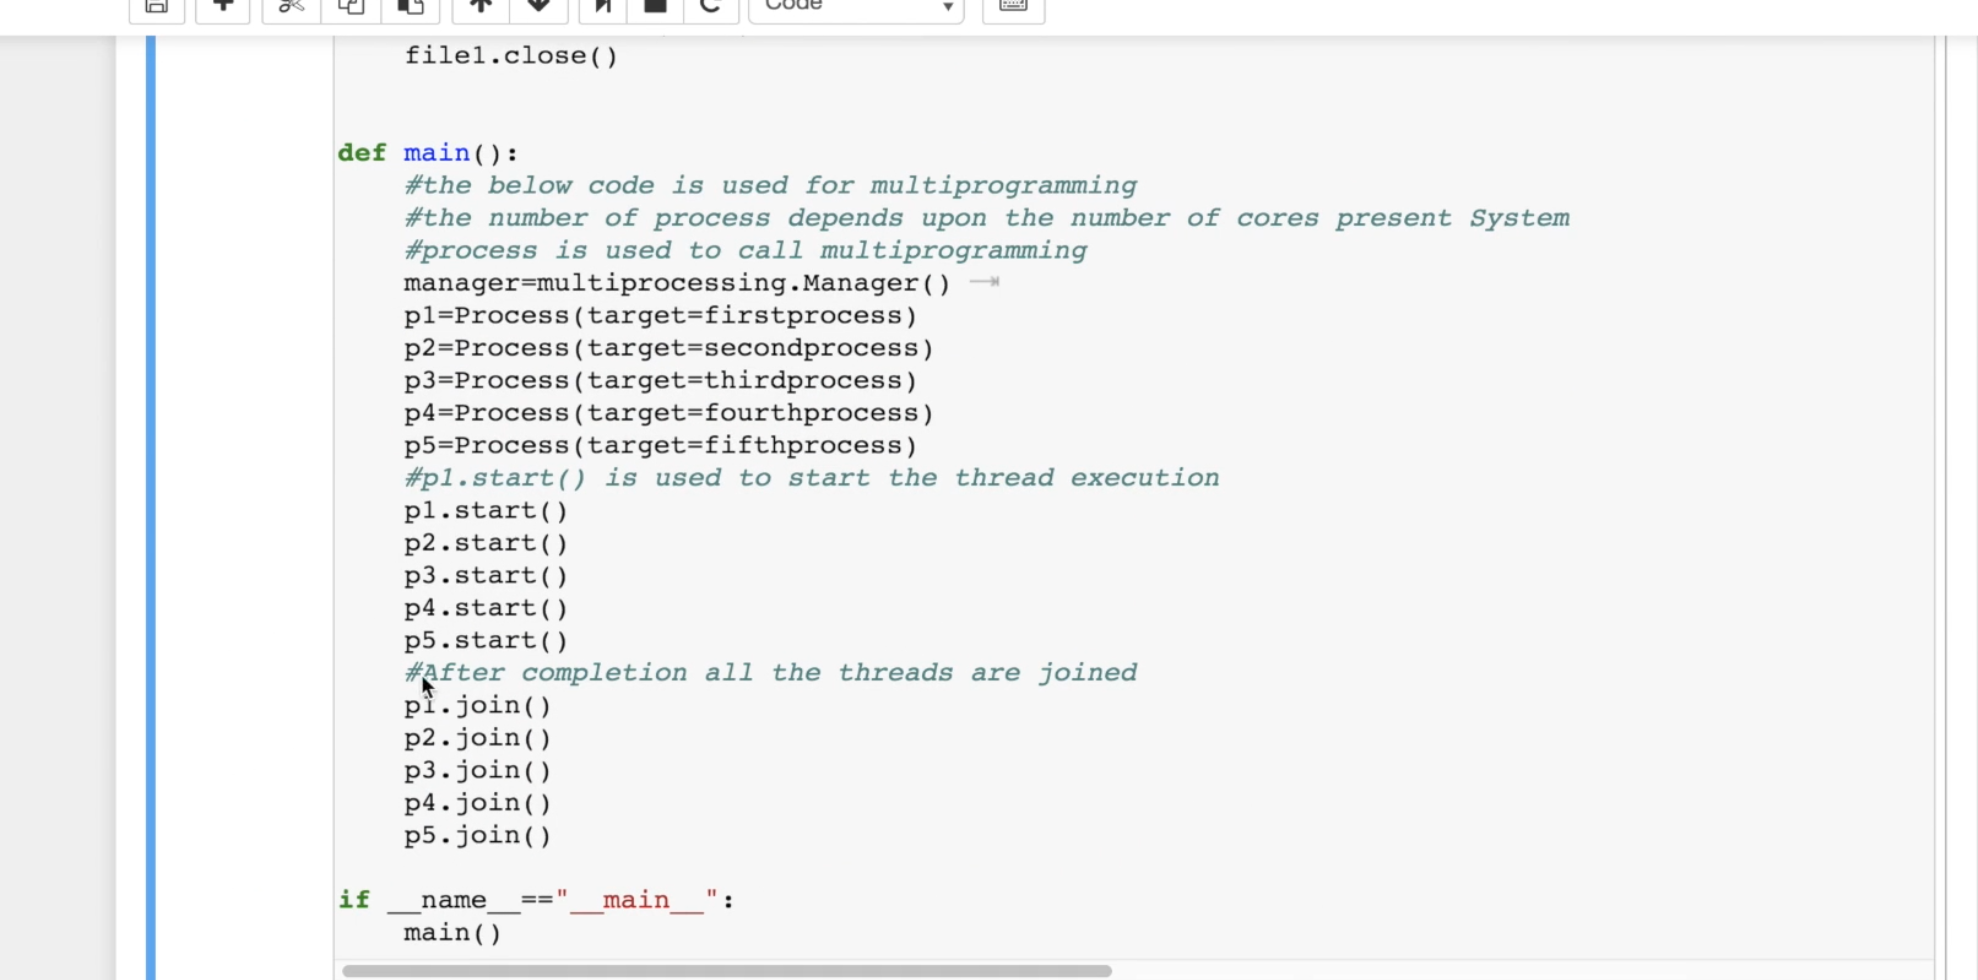 Code
file1.close()
def main():
#the below code is used for multiprogramming
#the number of process depends upon the number of cores present System
#process is used to call multiprogramming
manager=multiprocessing.Manager()
p1=Process(target=firstprocess)
p2=Process(target=secondprocess)
p3=Process(target=thirdprocess)
p4=Process(target=fourthprocess)
p5=Process(target=fifthprocess)
#p1.start() is used to start the thread execution
p1.start()
p2.start()
p3.start()
p4.start()
p5.start()
#After completion all the threads are joined
p1.join()
p2.join()
p3.join()
p4.join()
p5.join()
if __name__=="__main__":
main()